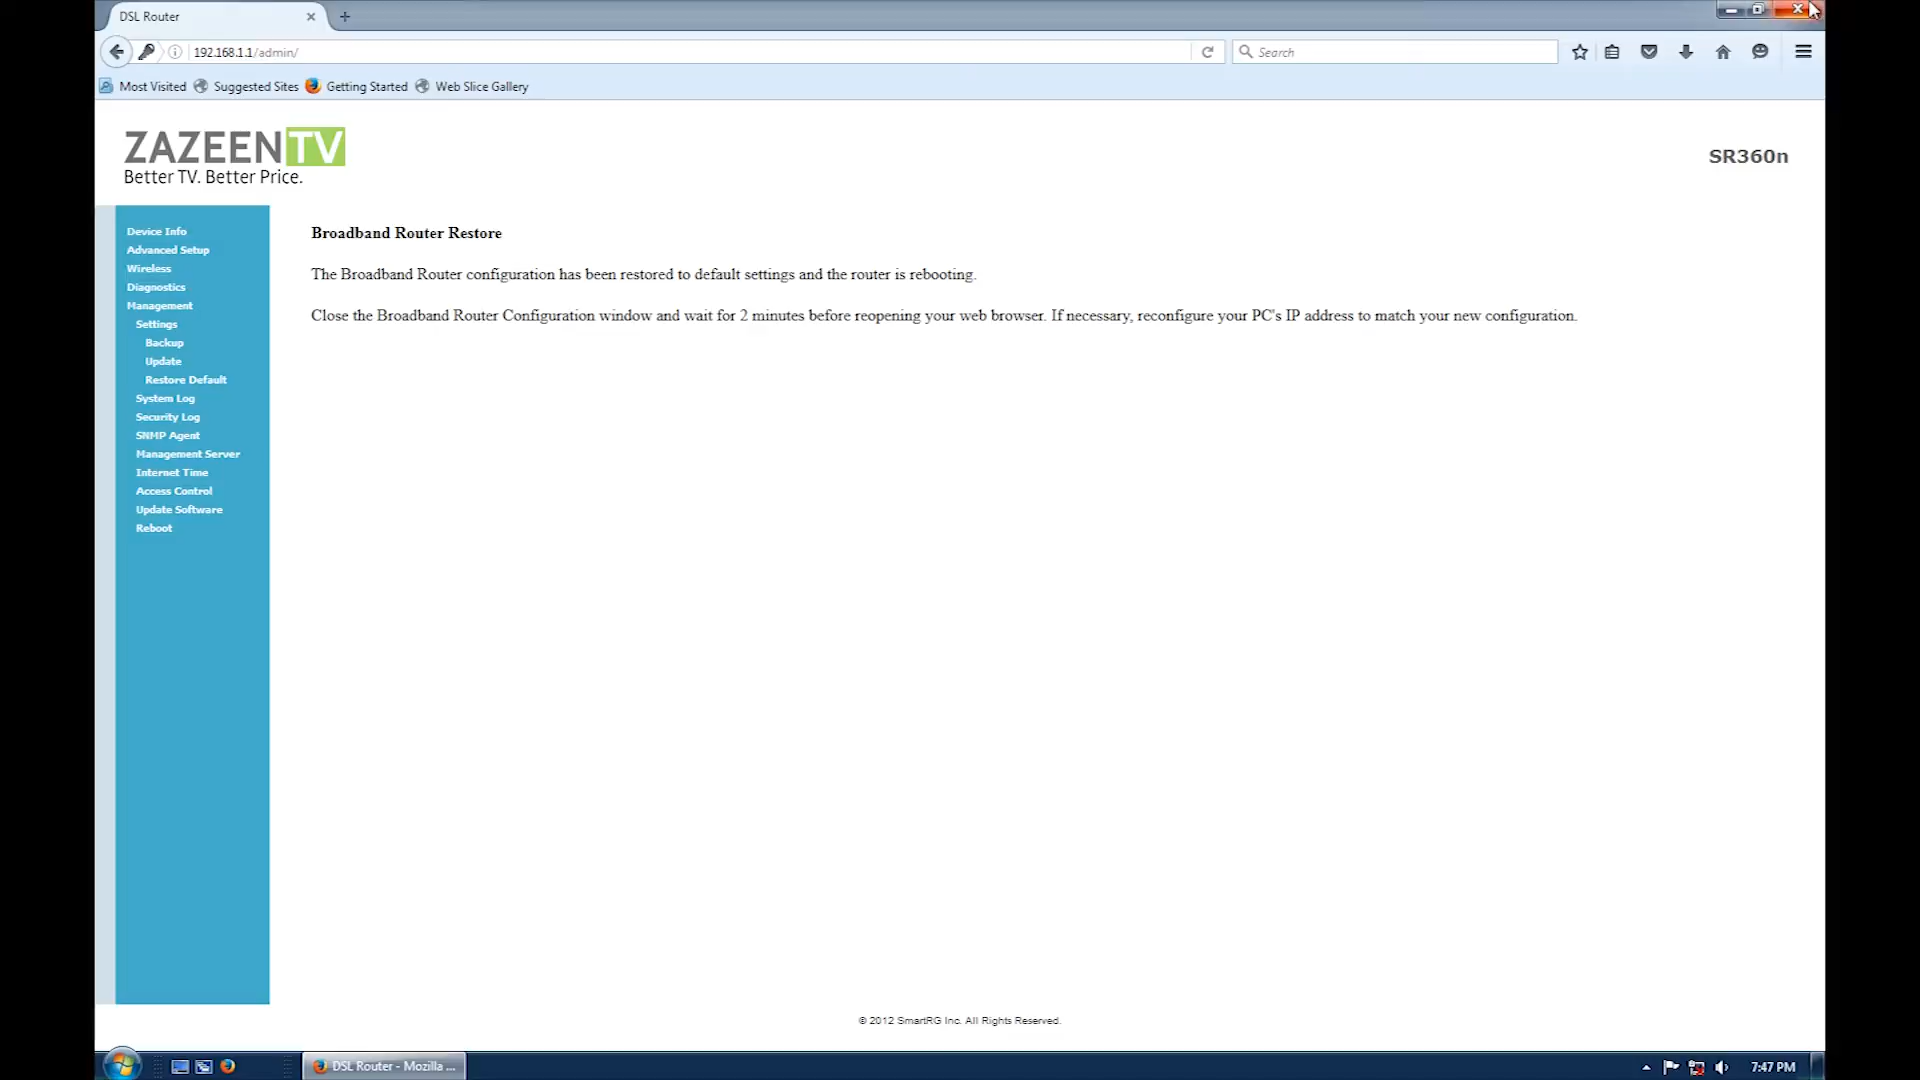 DSL Router
192.168.1.1/admin/
Search
Most Visited
Suggested Sites
Getting Started
Web Slice Gallery
ZAZEENTV
Better TV. Better Price.
SR360n
Device Info
Advanced Setup
Wireless
Diagnostics
Management
Settings
Backup
Update
Restore Default
System Log
Security Log
SNMP Agent
Management Server
Internet Time
Access Control
Update Software
Reboot
Broadband Router Restore
The Broadband Router configuration has been restored to default settings and the router is rebooting.
Close the Broadband Router Configuration window and wait for 2 minutes before reopening your web browser. If necessary, reconfigure your PC's IP address to match your new configuration.
© 2012 SmartRG Inc. All Rights Reserved.
DSL Router - Mozilla ...
7:47 PM